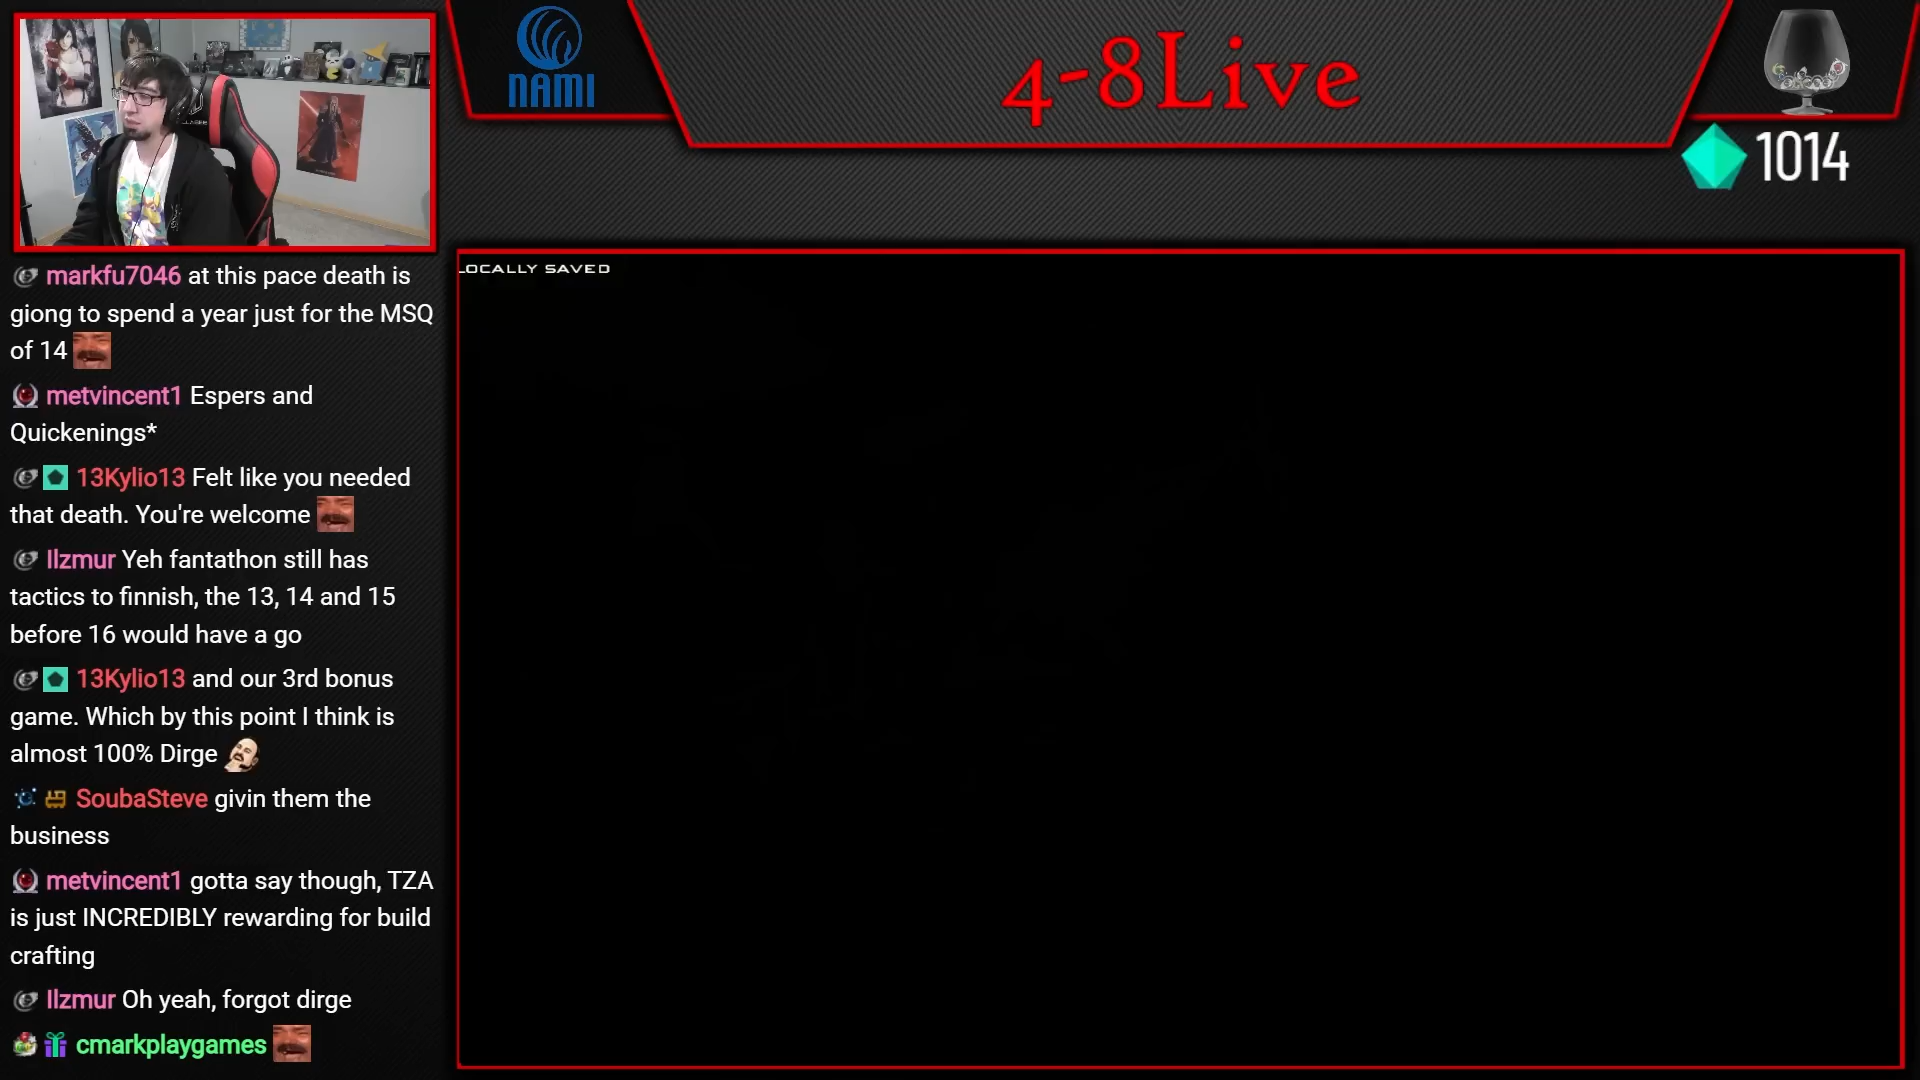 NAMI
4-8Live
1014
LOCALLY SAVED
markfu7046 at this pace death is
giong to spend a year just for the MSQ
of 14
metvincent1 Espers and
Quickenings*
13Kylio13 Felt like you needed
that death. You're welcome
Ilzmur Yeh fantathon still has
tactics to finnish, the 13, 14 and 15
before 16 would have a go
13Kylio13 and our 3rd bonus
game. Which by this point I think is
almost 100% Dirge
SoubaSteve givin them the
business
metvincent1 gotta say though, TZA
is just INCREDIBLY rewarding for build
crafting
Ilzmur Oh yeah, forgot dirge
cmarkplaygames